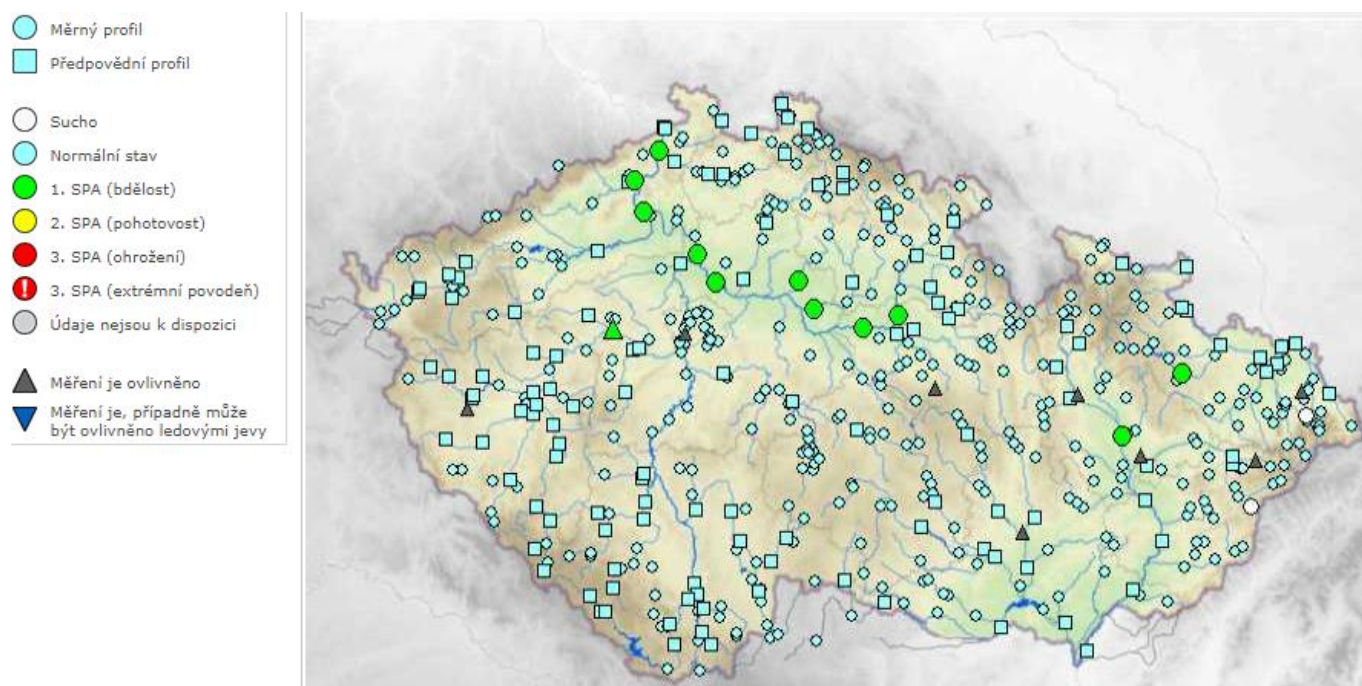 Měrný profil
Předpovědní profil
Sucho
Normální stav
1. SPA (bdělost)
2. SPA (pohotovost)
3. SPA (ohrožení)
3. SPA (extrémní povodeň)
Údaje nejsou k dispozici
Měření je ovlivněno
Měření je, případně může
být ovlivněno ledovými jevy